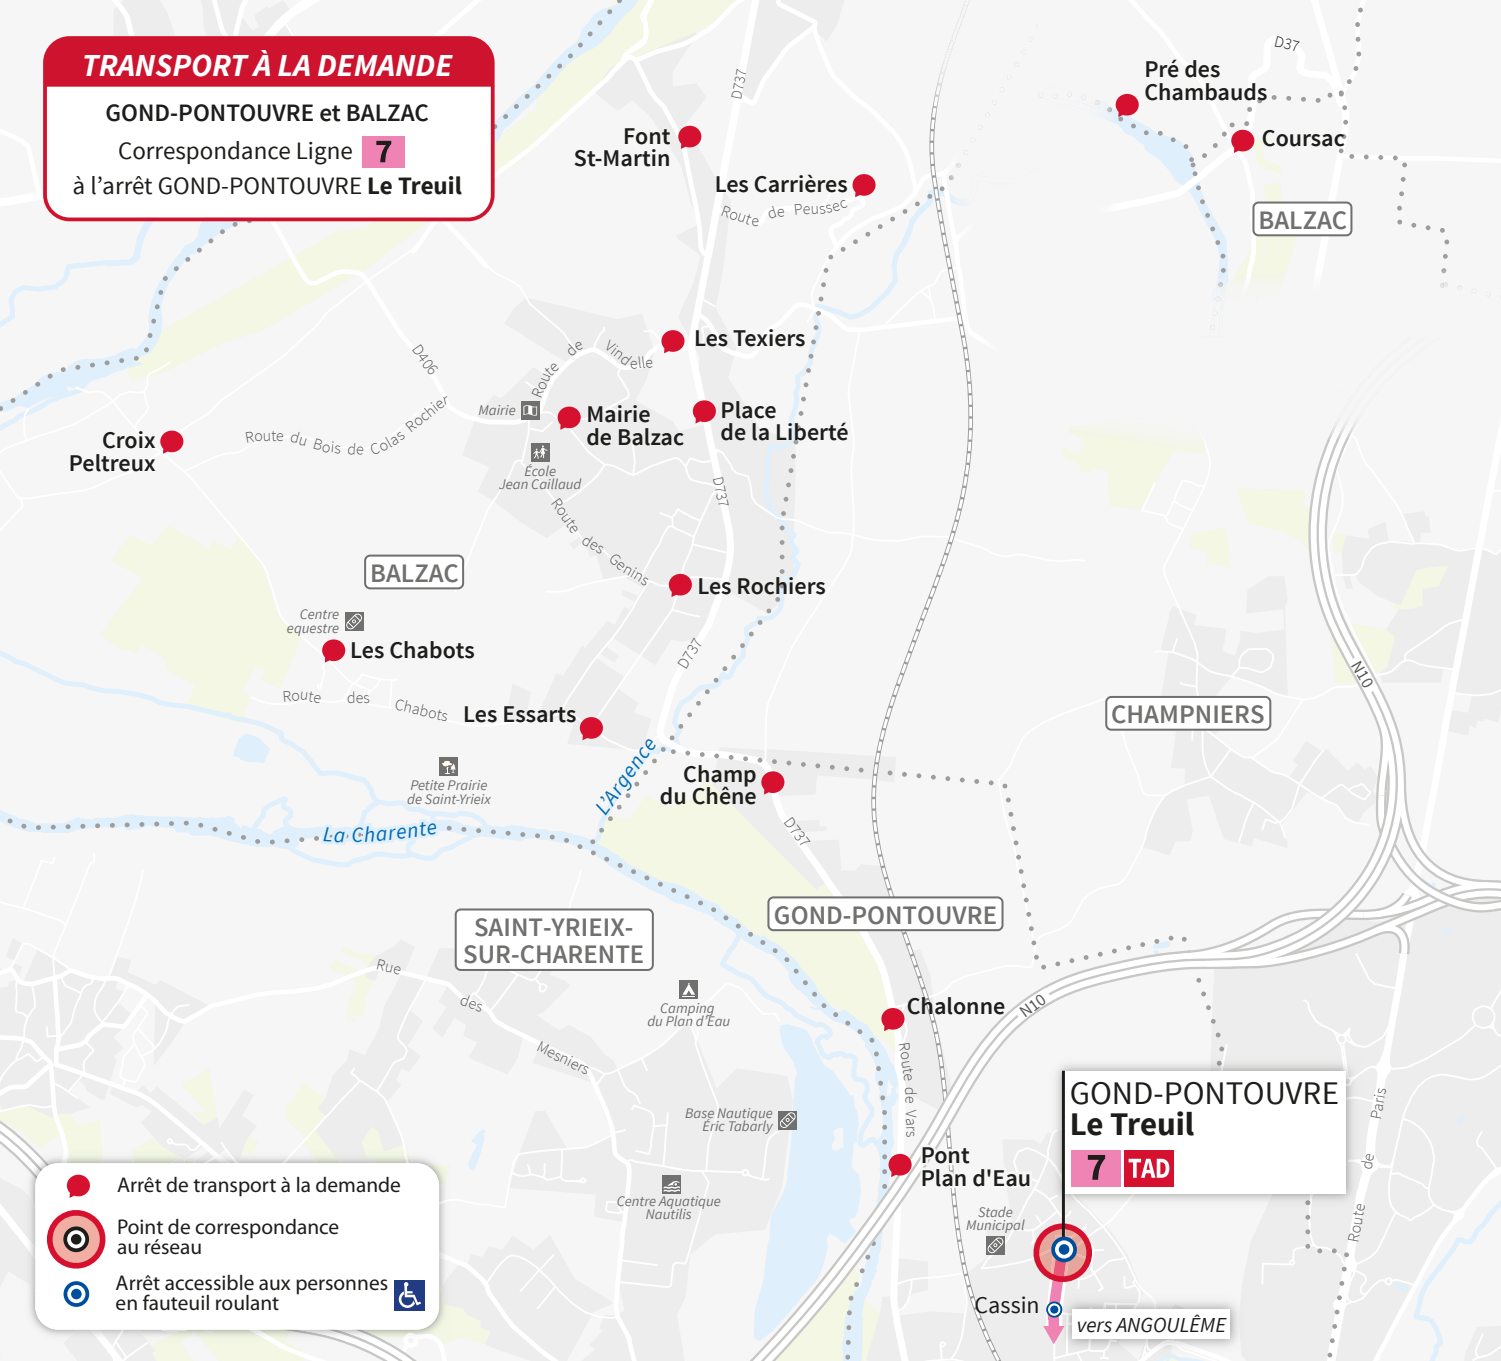 TRANSPORT À LA DEMANDE
GOND-PONTOUVRE et BALZAC
Correspondance Ligne 7
à l'arrêt GOND-PONTOUVRE Le Treuil
D37
Pré des
Chambauds
Coursac
BALZAC
D737
Font
St-Martin
Les Carrières
Route de Peussec
Les Texiers
Route de Vindelle
D406
Mairie
Mairie
de Balzac
Place
de la Liberté
Croix
Peltreux
Route du Bois de Colas Rochier
École
Jean Caillaud
D737
Route des Genins
BALZAC
Les Rochiers
Centre
equestre
Les Chabots
D737
N10
Route des Chabots
Les Essarts
CHAMPNIERS
L'Argence
Petite Prairie
de Saint-Yrieix
Champ
du Chêne
La Charente
D737
GOND-PONTOUVRE
SAINT-YRIEIX-
SUR-CHARENTE
Rue des Mesniers
Camping
du Plan d'Eau
Chalonne
N10
Route de Vars
GOND-PONTOUVRE
Le Treuil
7 TAD
Route de Paris
Base Nautique
Éric Tabarly
Pont
Plan d'Eau
Centre Aquatique
Nautilis
Stade
Municipal
Cassin
vers ANGOULÊME
Arrêt de transport à la demande
Point de correspondance
au réseau
Arrêt accessible aux personnes
en fauteuil roulant